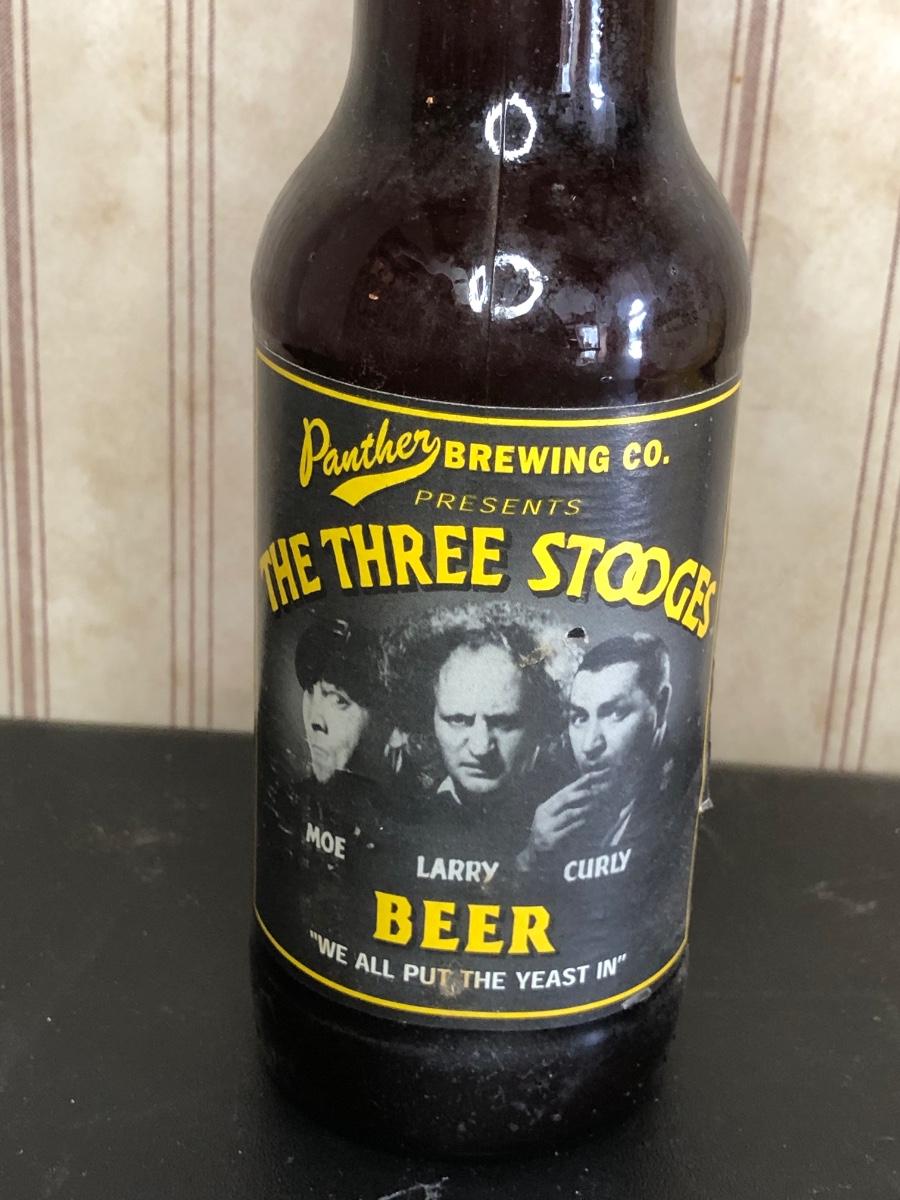 Panther BREWING CO.
PRESENTS
THE THREE STOOGES
MOE LARRY CURLY
BEER
"WE ALL PUT THE YEAST IN"